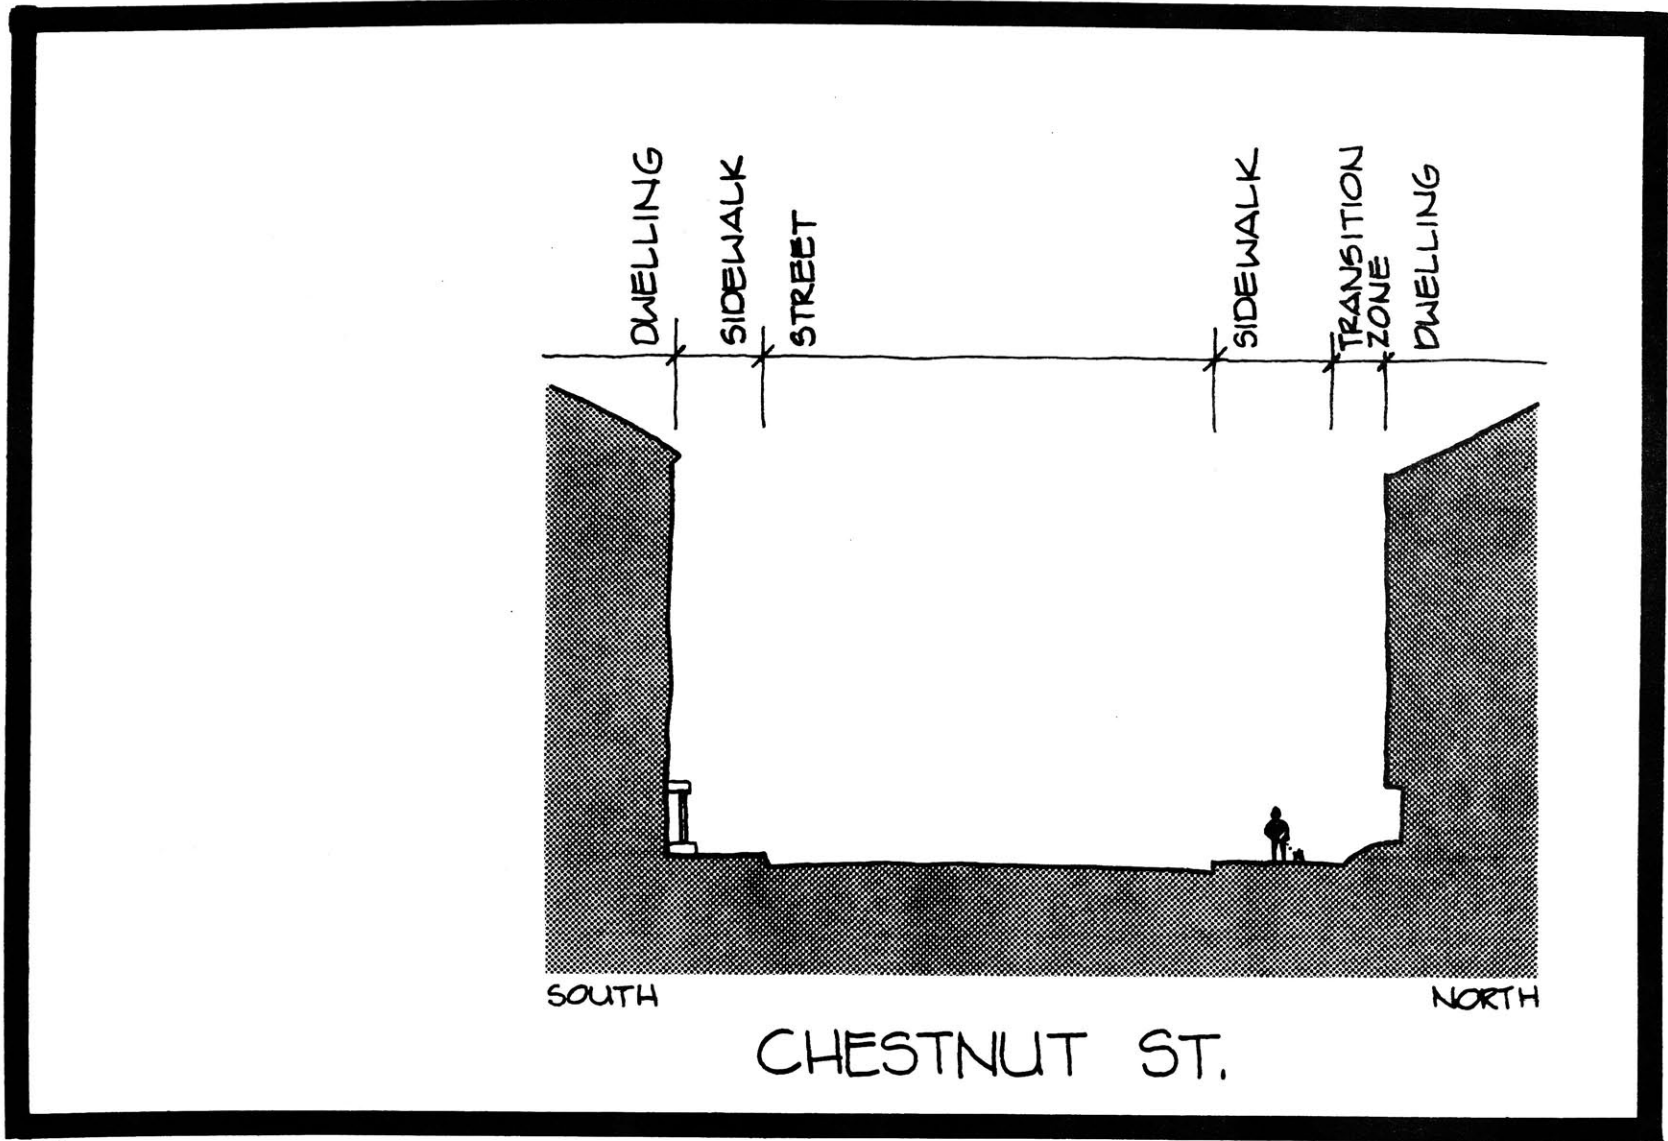 DWELLING
SIDEWALK
STREET
SIDEWALK
TRANSITION
ZONE
DWELLING
SOUTH
NORTH
CHESTNUT ST.